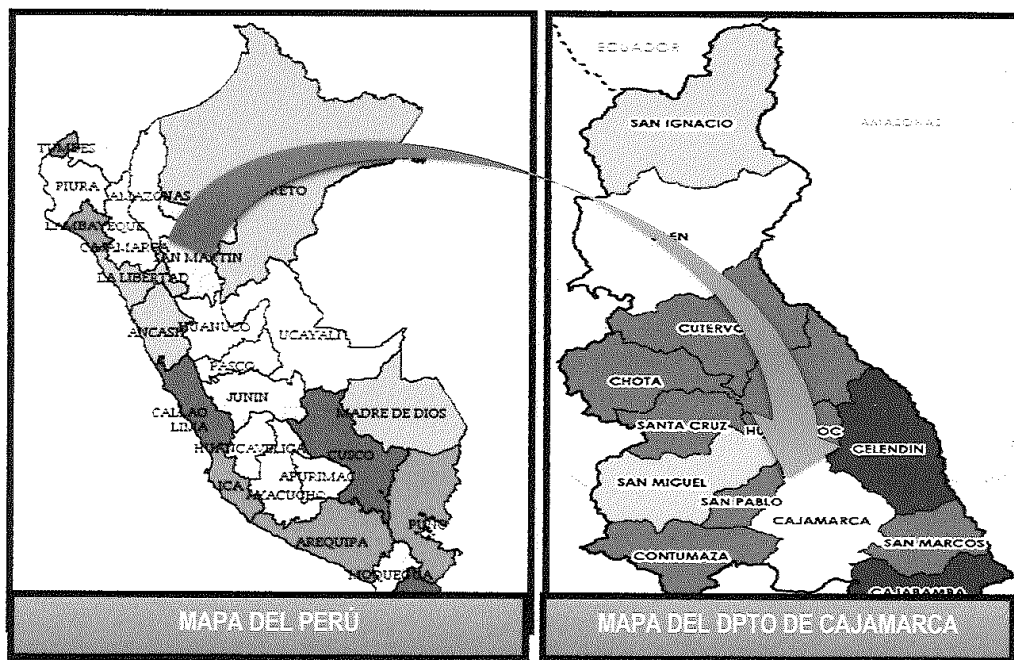 TUMBES
PIURA
AMAZONAS
LAMBAYEQUE
CAJAMARCA
SAN MARTIN
LA LIBERTAD
ANCASH
HUANUCO
UCAYALI
PASCO
JUNIN
CALLAO
LIMA
MADRE DE DIOS
CUSCO
ICA
APURIMAC
AYACUCHO
PUNO
AREQUIPA
MOQUEGUA
MAPA DEL PERÚ
ECUADOR
AMAZONAS
SAN IGNACIO
CUTERVO
CHOTA
SANTA CRUZ
CELENDIN
SAN MIGUEL
SAN PABLO
CAJAMARCA
SAN MARCOS
CONTUMAZA
CAJABAMBA
MAPA DEL DPTO DE CAJAMARCA